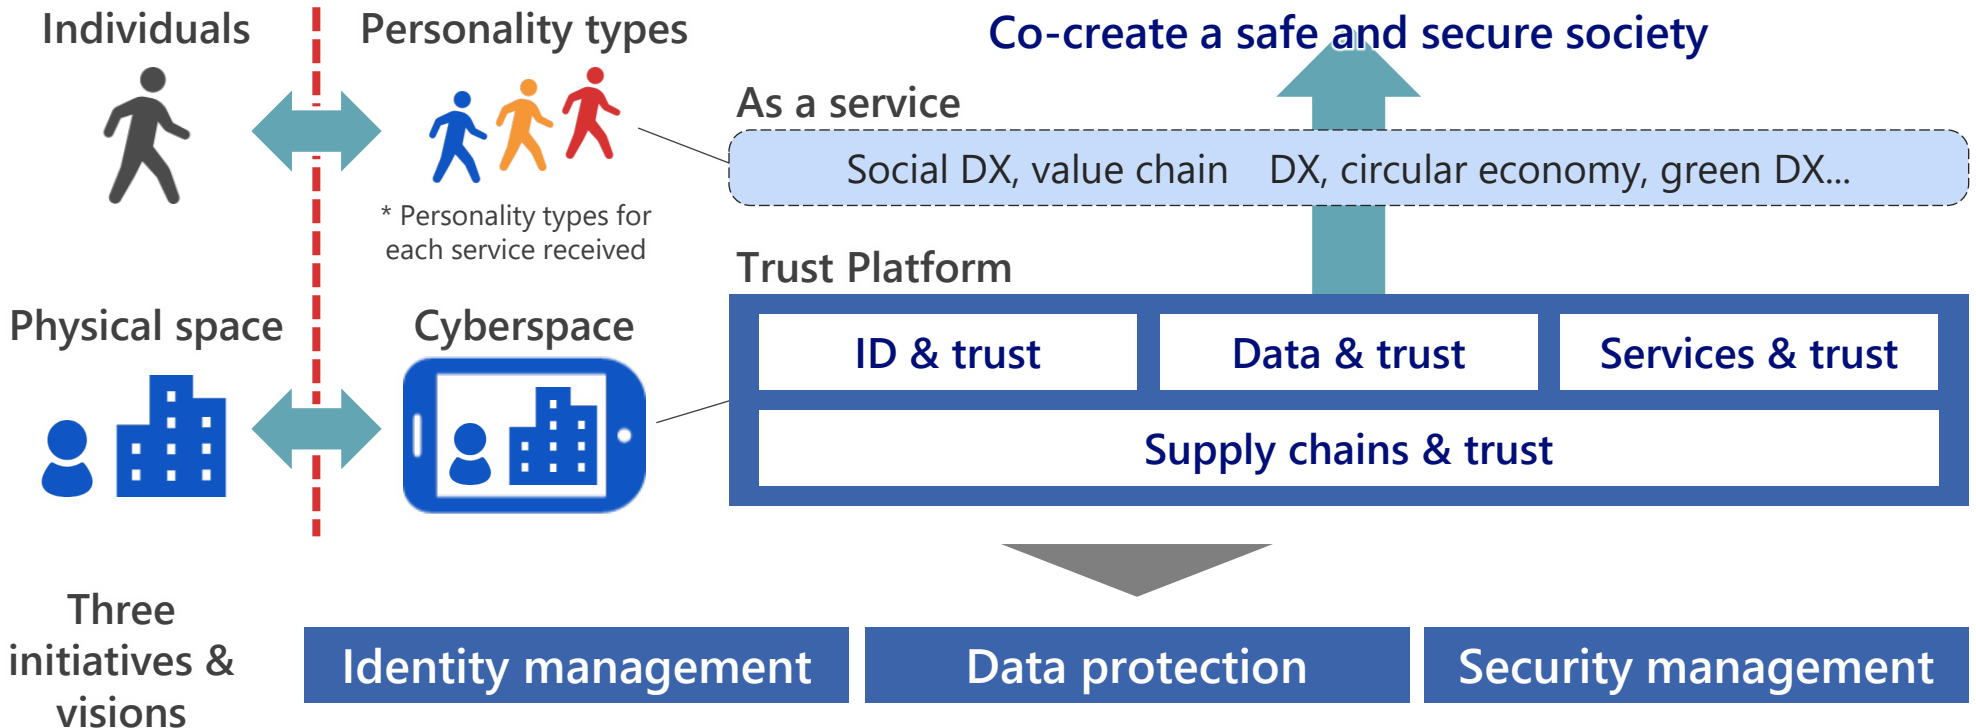 Individuals
Personality types
Co-create a safe and secure society
As a service
Social DX, value chain DX, circular economy, green DX...
* Personality types for
each service received
Trust Platform
Physical space
Cyberspace
ID & trust
Data & trust
Services & trust
Supply chains & trust
Three
initiatives &
visions
Identity management
Data protection
Security management